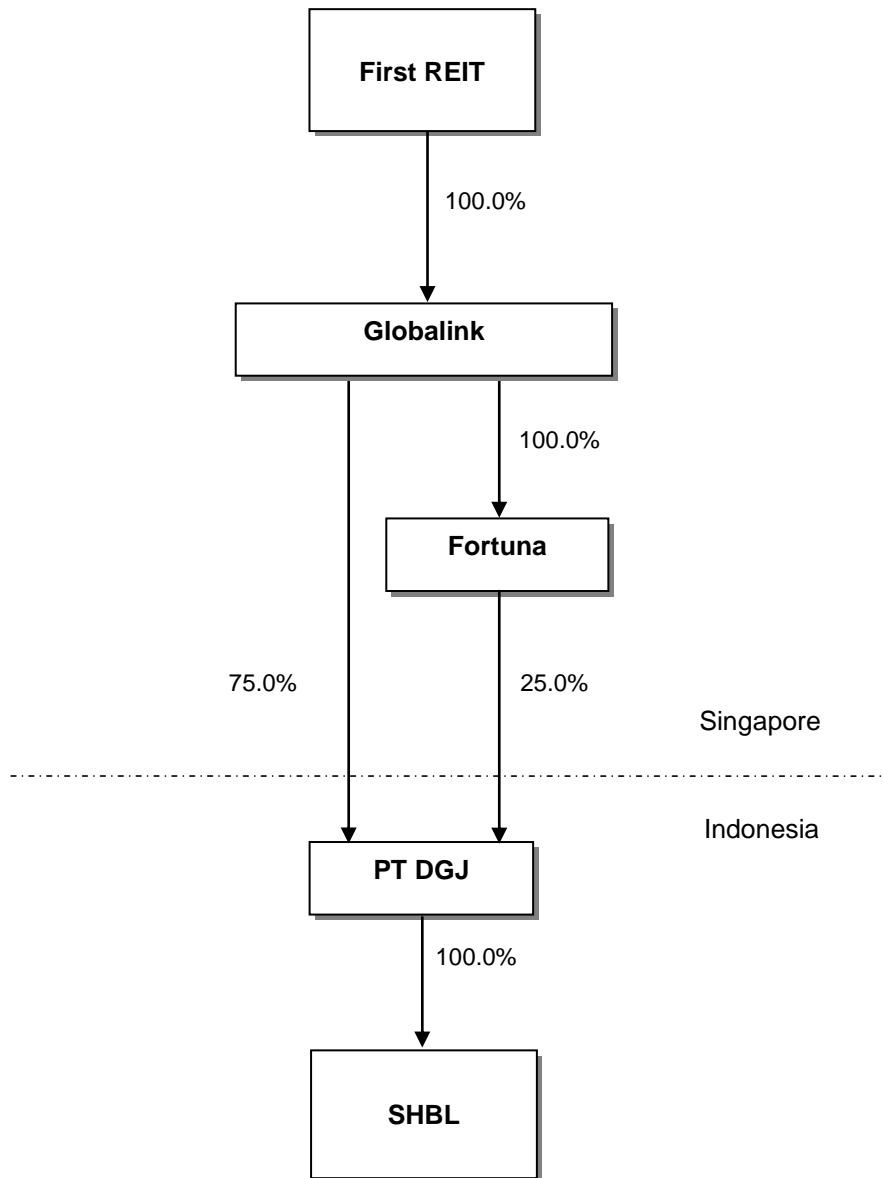 First REIT
100.0%
Globalink
100.0%
Fortuna
75.0%
25.0%
Singapore
Indonesia
PT DGJ
100.0%
SHBL